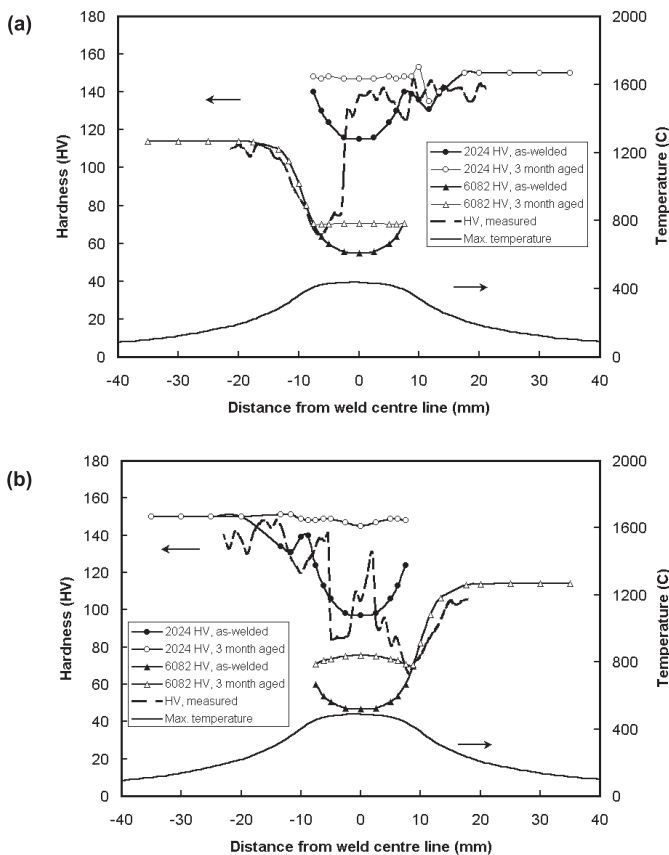 (a)
180
160
140
120
100
80
60
40
20
0
Hardness (HV)
2000
1600
1200
800
400
0
Temperature (C)
2024 HV, as-welded
2024 HV, 3 month aged
6082 HV, as-welded
6082 HV, 3 month aged
HV, measured
Max. temperature
-40 -30 -20 -10 0 10 20 30 40
Distance from weld centre line (mm)
(b)
180
160
140
120
100
80
60
40
20
0
Hardness (HV)
2000
1600
1200
800
400
0
Temperature (C)
2024 HV, as-welded
2024 HV, 3 month aged
6082 HV, as-welded
6082 HV, 3 month aged
HV, measured
Max. temperature
-40 -30 -20 -10 0 10 20 30 40
Distance from weld centre line (mm)